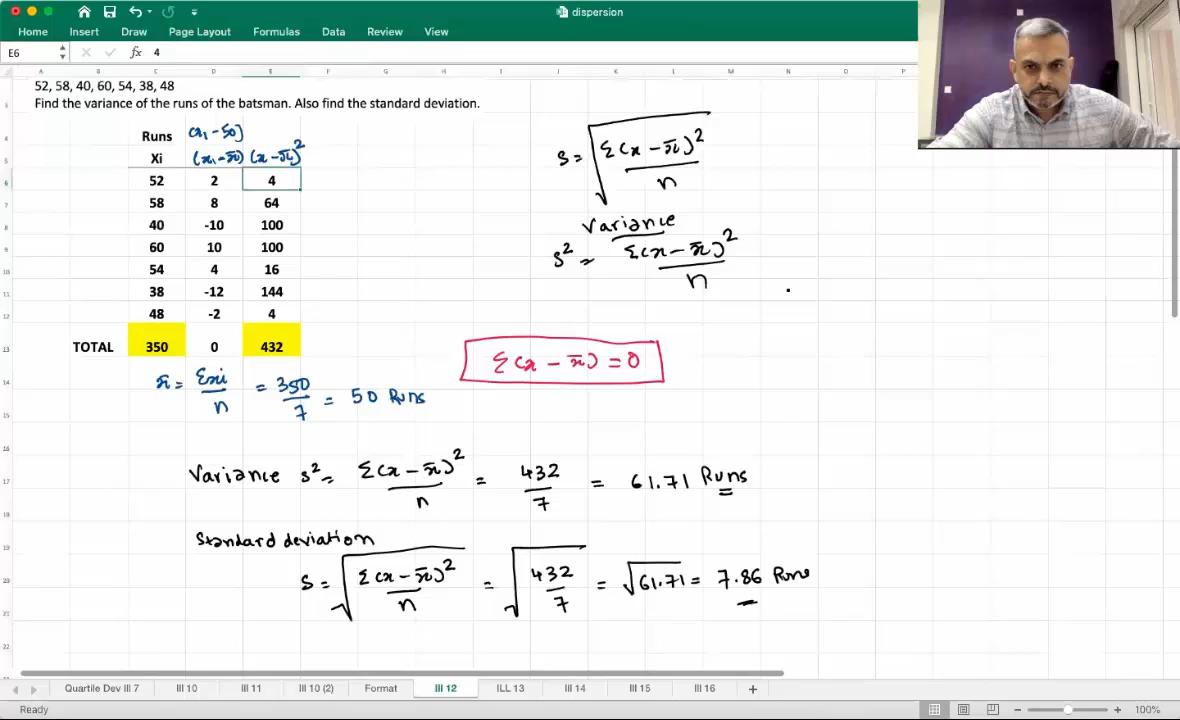 dispersion
Home Insert Draw Page Layout Formulas Data Review View
E6 fx 4
A B C D E F G H I J K L M N O P
52, 58, 40, 60, 54, 38, 48
Find the variance of the runs of the batsman. Also find the standard deviation.
Runs (x₁ - 50)
Xi (x₁ - x̄) (x - x̄)²
52 2 4
58 8 64
40 -10 100
60 10 100
54 4 16
38 -12 144
48 -2 4
TOTAL 350 0 432
s = √(Σ(x - x̄)² / n)
Variance
s² = Σ(x - x̄)² / n
Σ(x - x̄) = 0
x̄ = Σxi / n = 350 / 7 = 50 Runs
Variance s² = Σ(x - x̄)² / n = 432 / 7 = 61.71 Runs
Standard deviation
s = √(Σ(x - x̄)² / n) = √(432 / 7) = √61.71 = 7.86 Runs
Quartile Dev ill 7 Ill 10 Ill 11 Ill 10 (2) Format Ill 12 ILL 13 Ill 14 Ill 15 Ill 16 +
Ready 100%